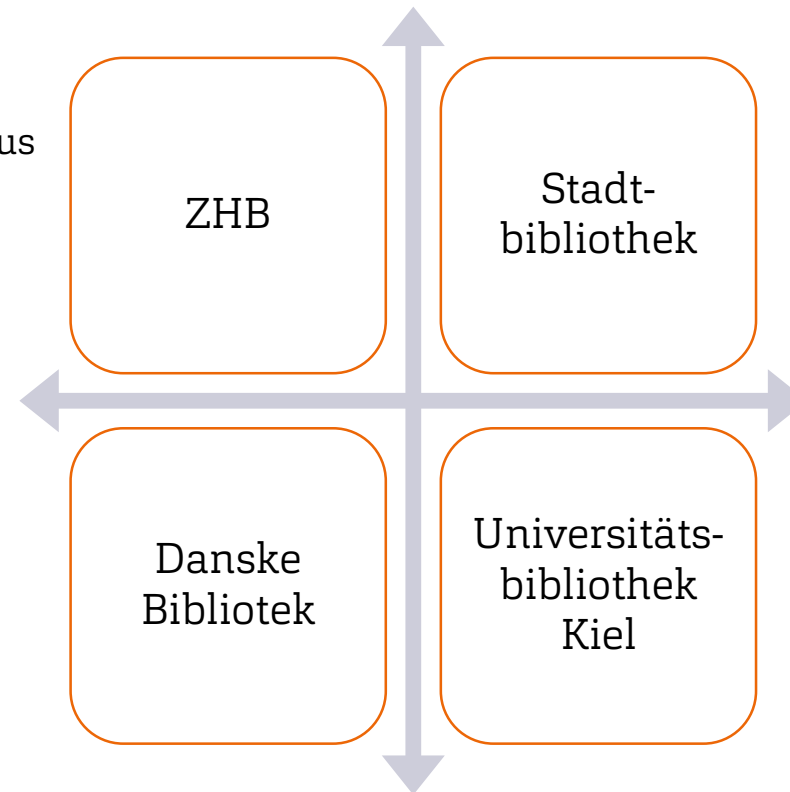 us
ZHB
Stadt-
bibliothek
Danske
Bibliotek
Universitäts-
bibliothek
Kiel